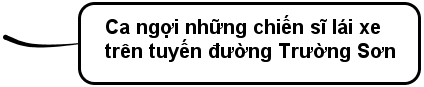 Ca ngợi những chiến sĩ lái xe
trên tuyến đường Trường Sơn